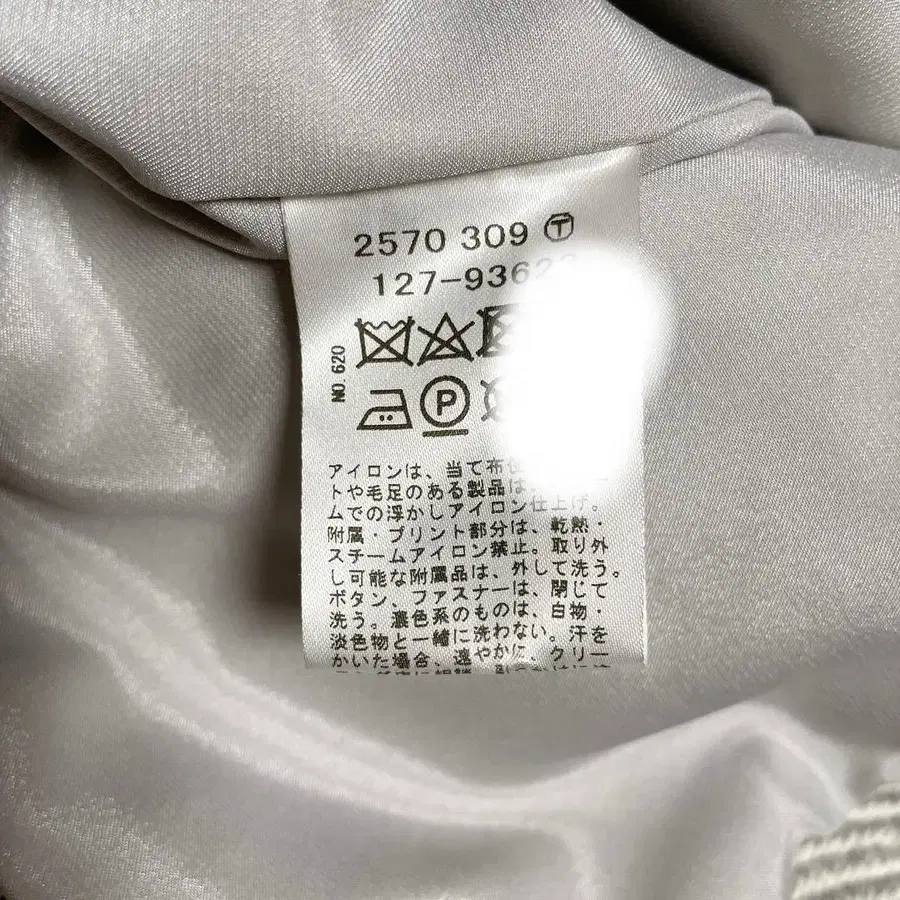 2570 309 Ⓣ
127-9362
NO.620
P
アイロンは、当て布
トや毛足のある製品は
ムでの浮かしアイロン仕上げ。
附属・プリント部分は、乾熱・
スチームアイロン禁止。取り外
し可能な附属品は、外して洗う。
ボタン、ファスナーは、閉じて
洗う。濃色系のものは、白物・
淡色物と一緒に洗わない。汗を
かいた場合、速やかに、クリー